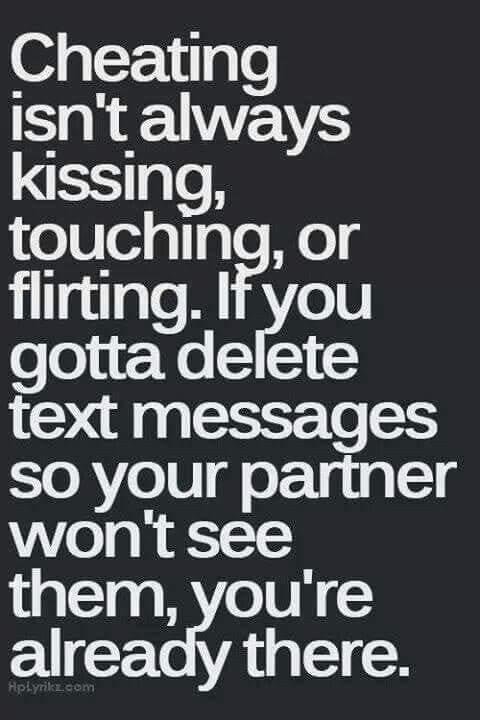 Cheating
isn't always
kissing,
touching, or
flirting. If you
gotta delete
text messages
so your partner
won't see
them, you're
already there.
HpLyrikz.com